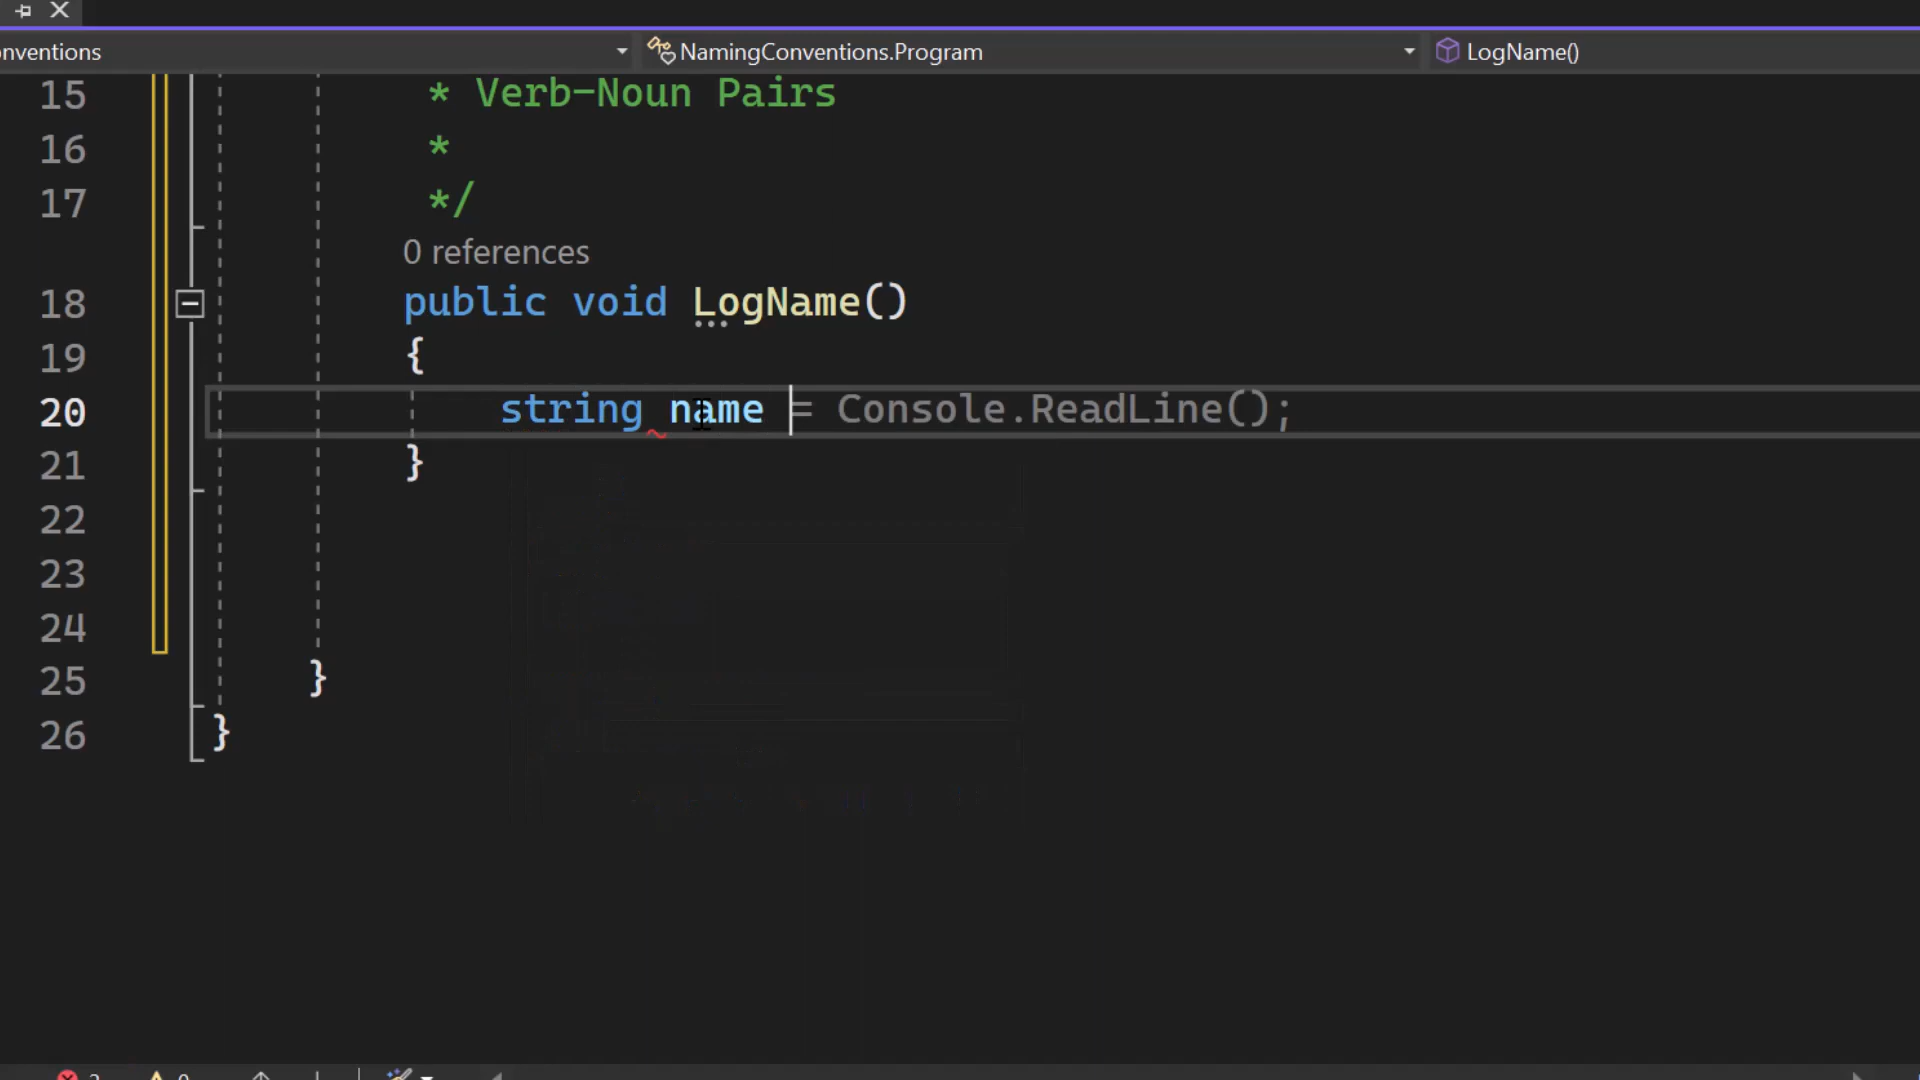 nventions NamingConventions.Program LogName()
15 * Verb-Noun Pairs
16 *
17 */
0 references
18 public void LogName()
19 {
20 string name = Console.ReadLine();
21 }
22
23
24
25 }
26 }